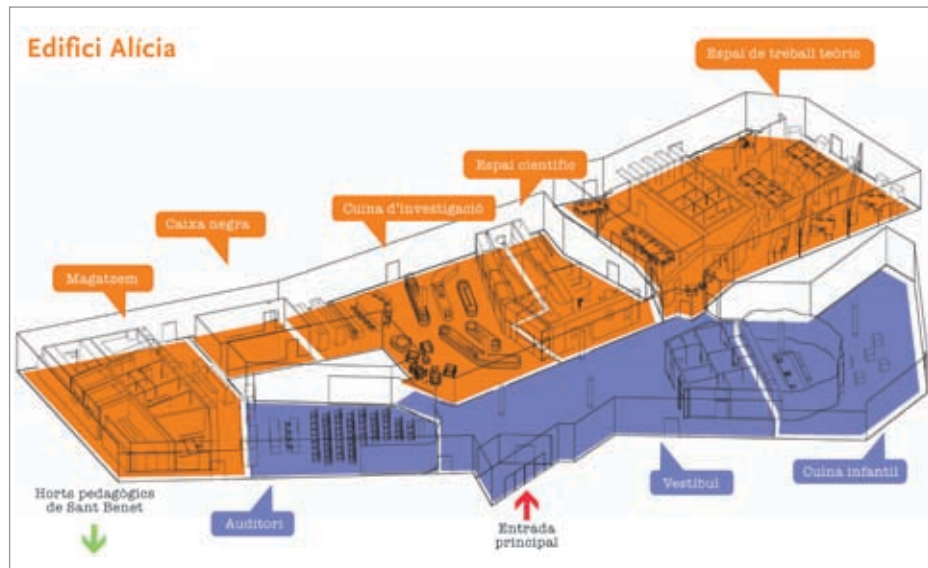 Edifici Alícia
Espai de treball teòric
Espai científic
Cuina d'investigació
Caixa negra
Magatzem
Horts pedagògics
de Sant Benet
Auditori
Entrada
principal
Vestíbul
Cuina infantil